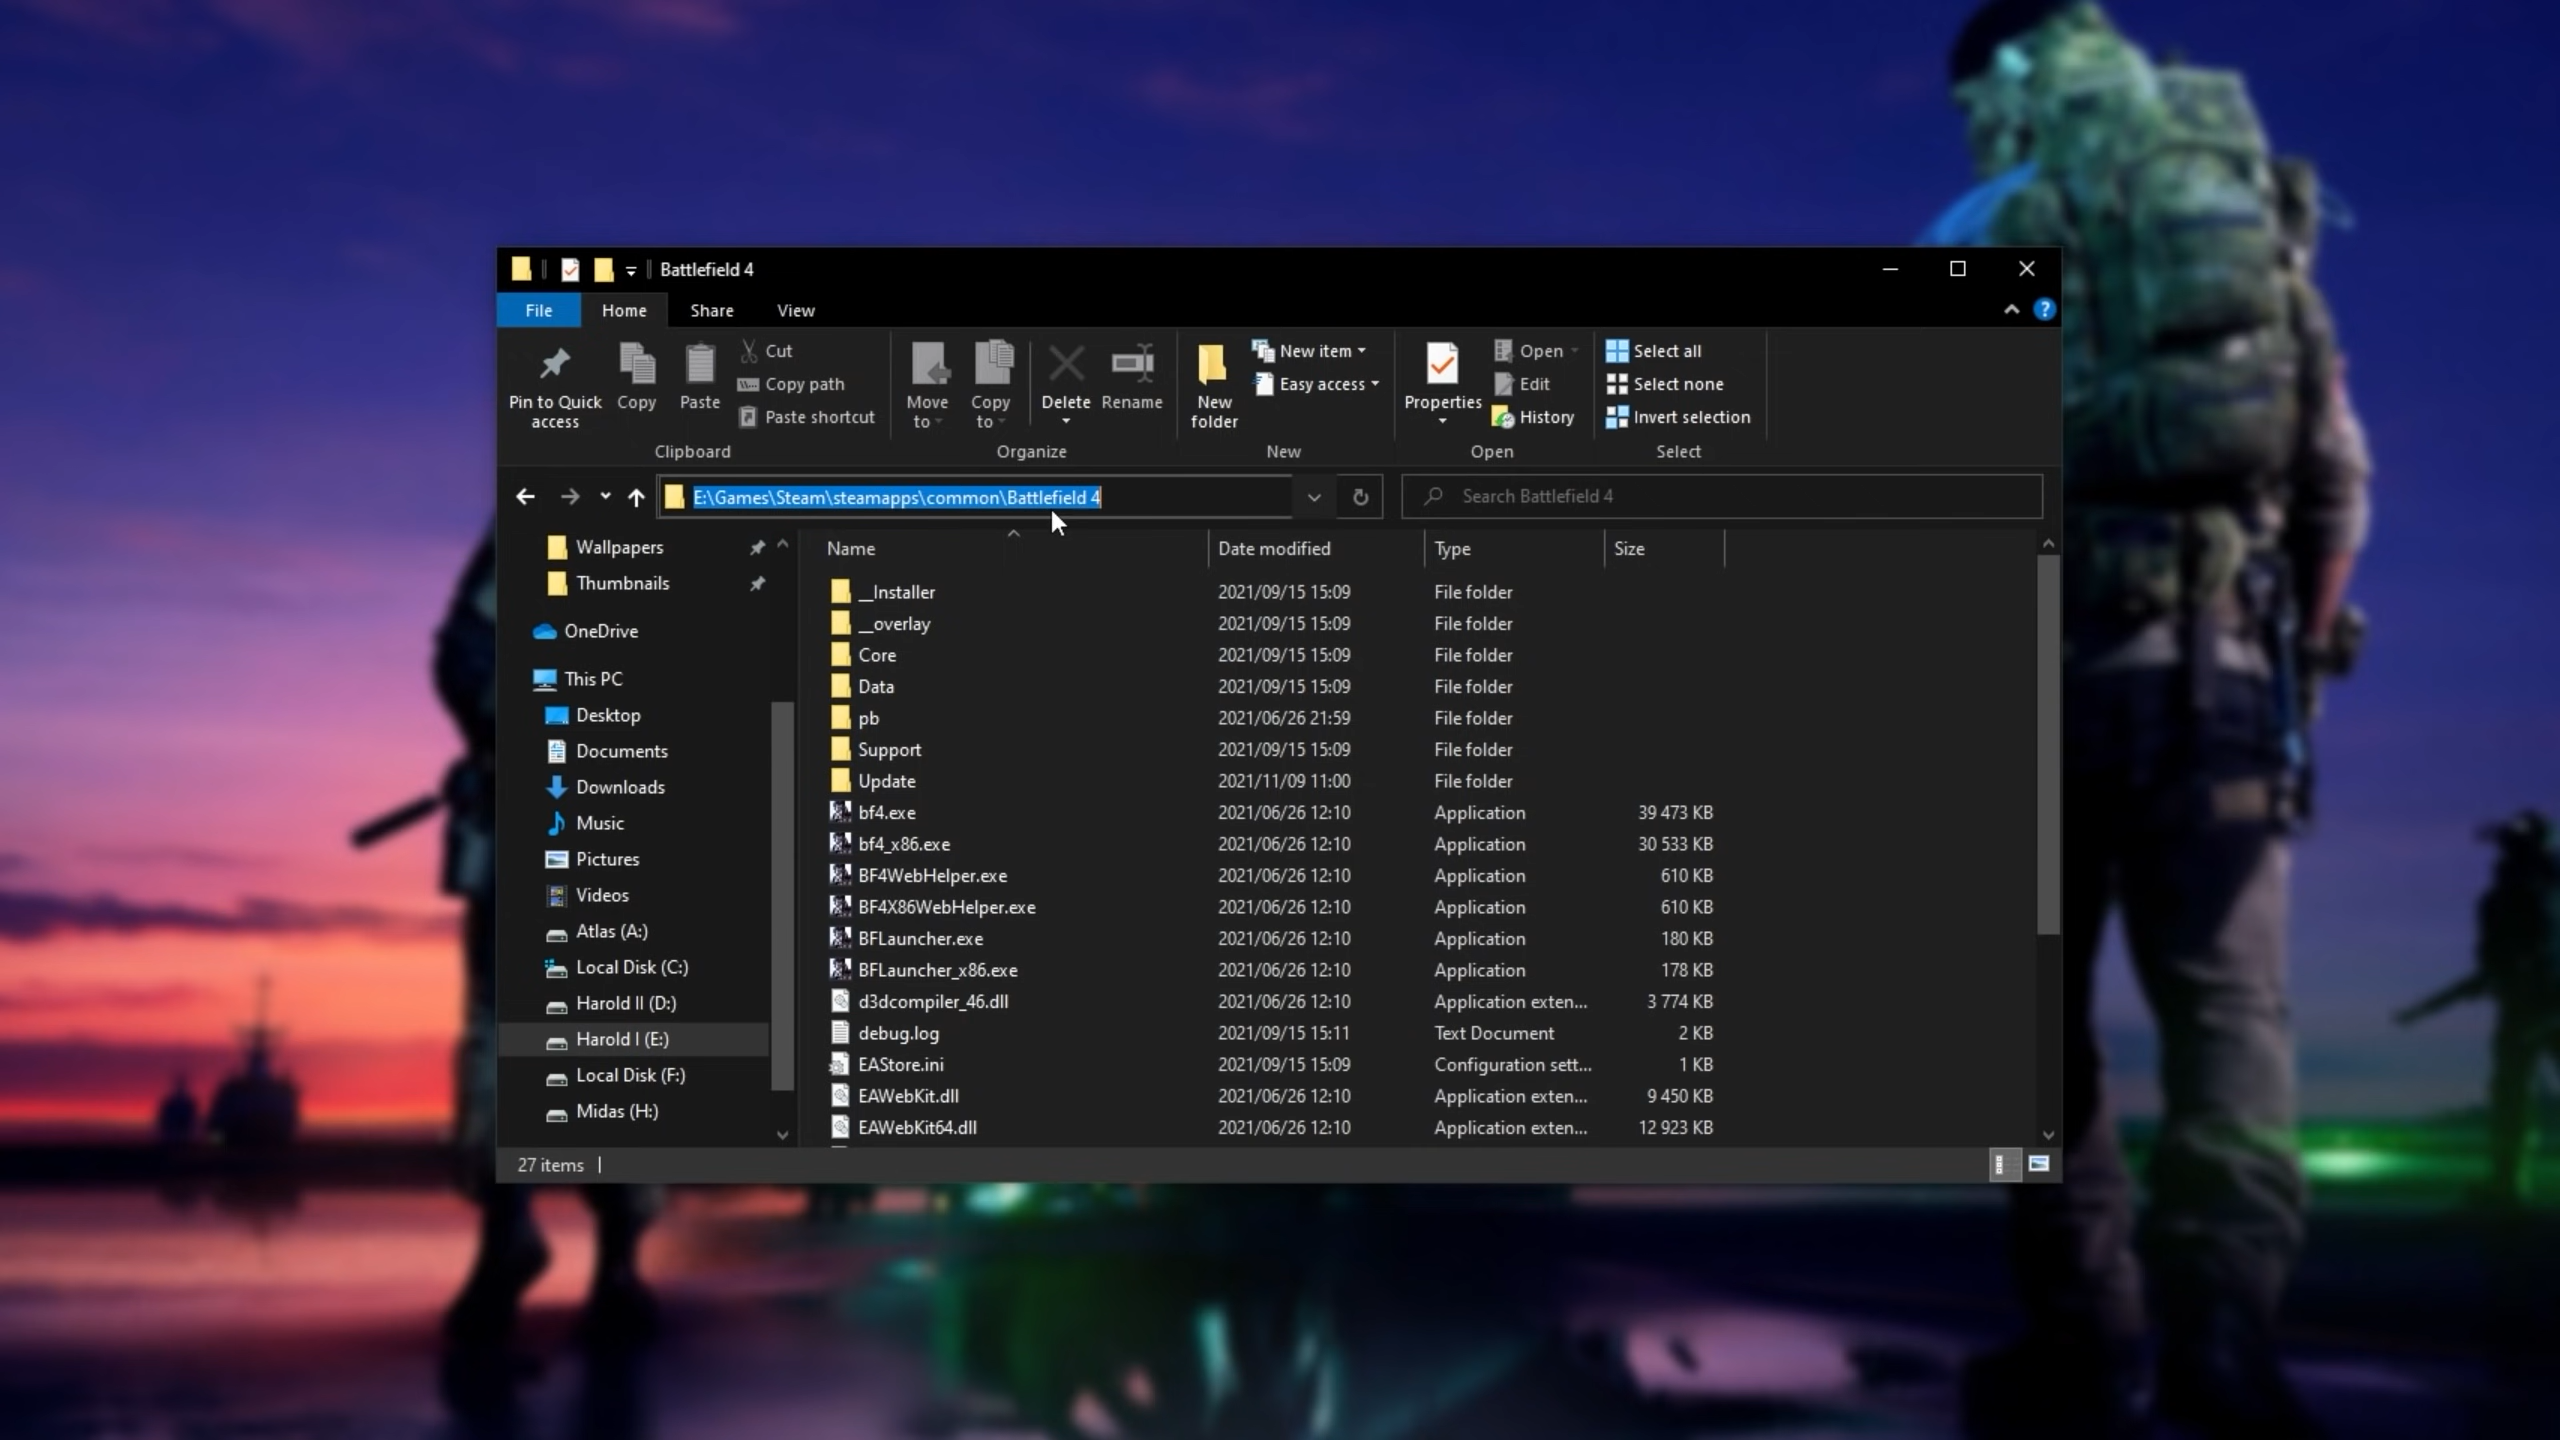 Battlefield 4
File Home Share View
Pin to Quick access
Copy
Paste
Cut
Copy path
Paste shortcut
Clipboard
Move to
Copy to
Delete
Rename
Organize
New folder
New item
Easy access
New
Properties
Open
Edit
History
Open
Select all
Select none
Invert selection
Select
E:\Games\Steam\steamapps\common\Battlefield 4
Search Battlefield 4
Wallpapers
Thumbnails
OneDrive
This PC
Desktop
Documents
Downloads
Music
Pictures
Videos
Atlas (A:)
Local Disk (C:)
Harold II (D:)
Harold I (E:)
Local Disk (F:)
Midas (H:)
Name Date modified Type Size
__Installer 2021/09/15 15:09 File folder
__overlay 2021/09/15 15:09 File folder
Core 2021/09/15 15:09 File folder
Data 2021/09/15 15:09 File folder
pb 2021/06/26 21:59 File folder
Support 2021/09/15 15:09 File folder
Update 2021/11/09 11:00 File folder
bf4.exe 2021/06/26 12:10 Application 39 473 KB
bf4_x86.exe 2021/06/26 12:10 Application 30 533 KB
BF4WebHelper.exe 2021/06/26 12:10 Application 610 KB
BF4X86WebHelper.exe 2021/06/26 12:10 Application 610 KB
BFLauncher.exe 2021/06/26 12:10 Application 180 KB
BFLauncher_x86.exe 2021/06/26 12:10 Application 178 KB
d3dcompiler_46.dll 2021/06/26 12:10 Application exten... 3 774 KB
debug.log 2021/09/15 15:11 Text Document 2 KB
EAStore.ini 2021/09/15 15:09 Configuration sett... 1 KB
EAWebKit.dll 2021/06/26 12:10 Application exten... 9 450 KB
EAWebKit64.dll 2021/06/26 12:10 Application exten... 12 923 KB
27 items